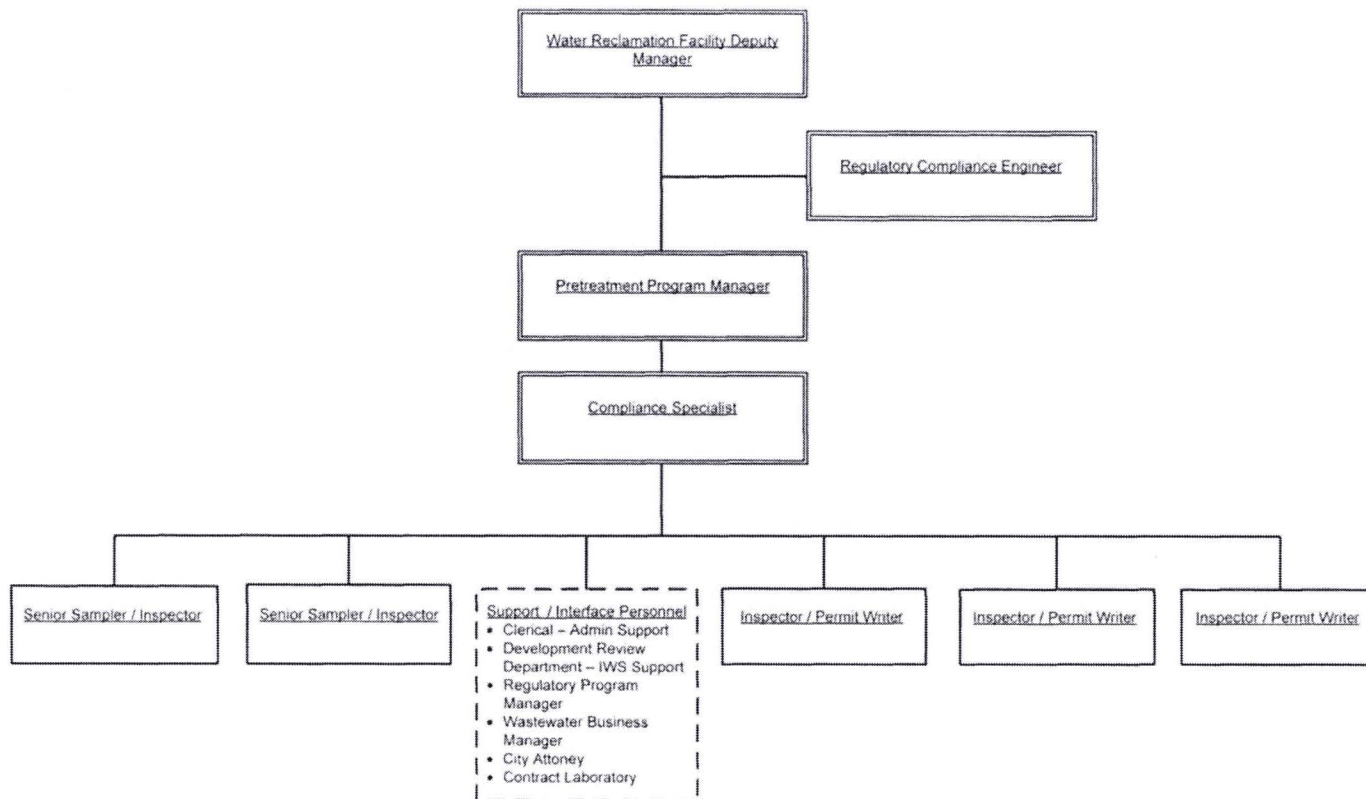 Water Reclamation Facility Deputy
Manager
Regulatory Compliance Engineer
Pretreatment Program Manager
Compliance Specialist
Senior Sampler / Inspector
Senior Sampler / Inspector
Support / Interface Personnel
• Clerical – Admin Support
• Development Review
Department – IWS Support
• Regulatory Program
Manager
• Wastewater Business
Manager
• City Attoney
• Contract Laboratory
Inspector / Permit Writer
Inspector / Permit Writer
Inspector / Permit Writer